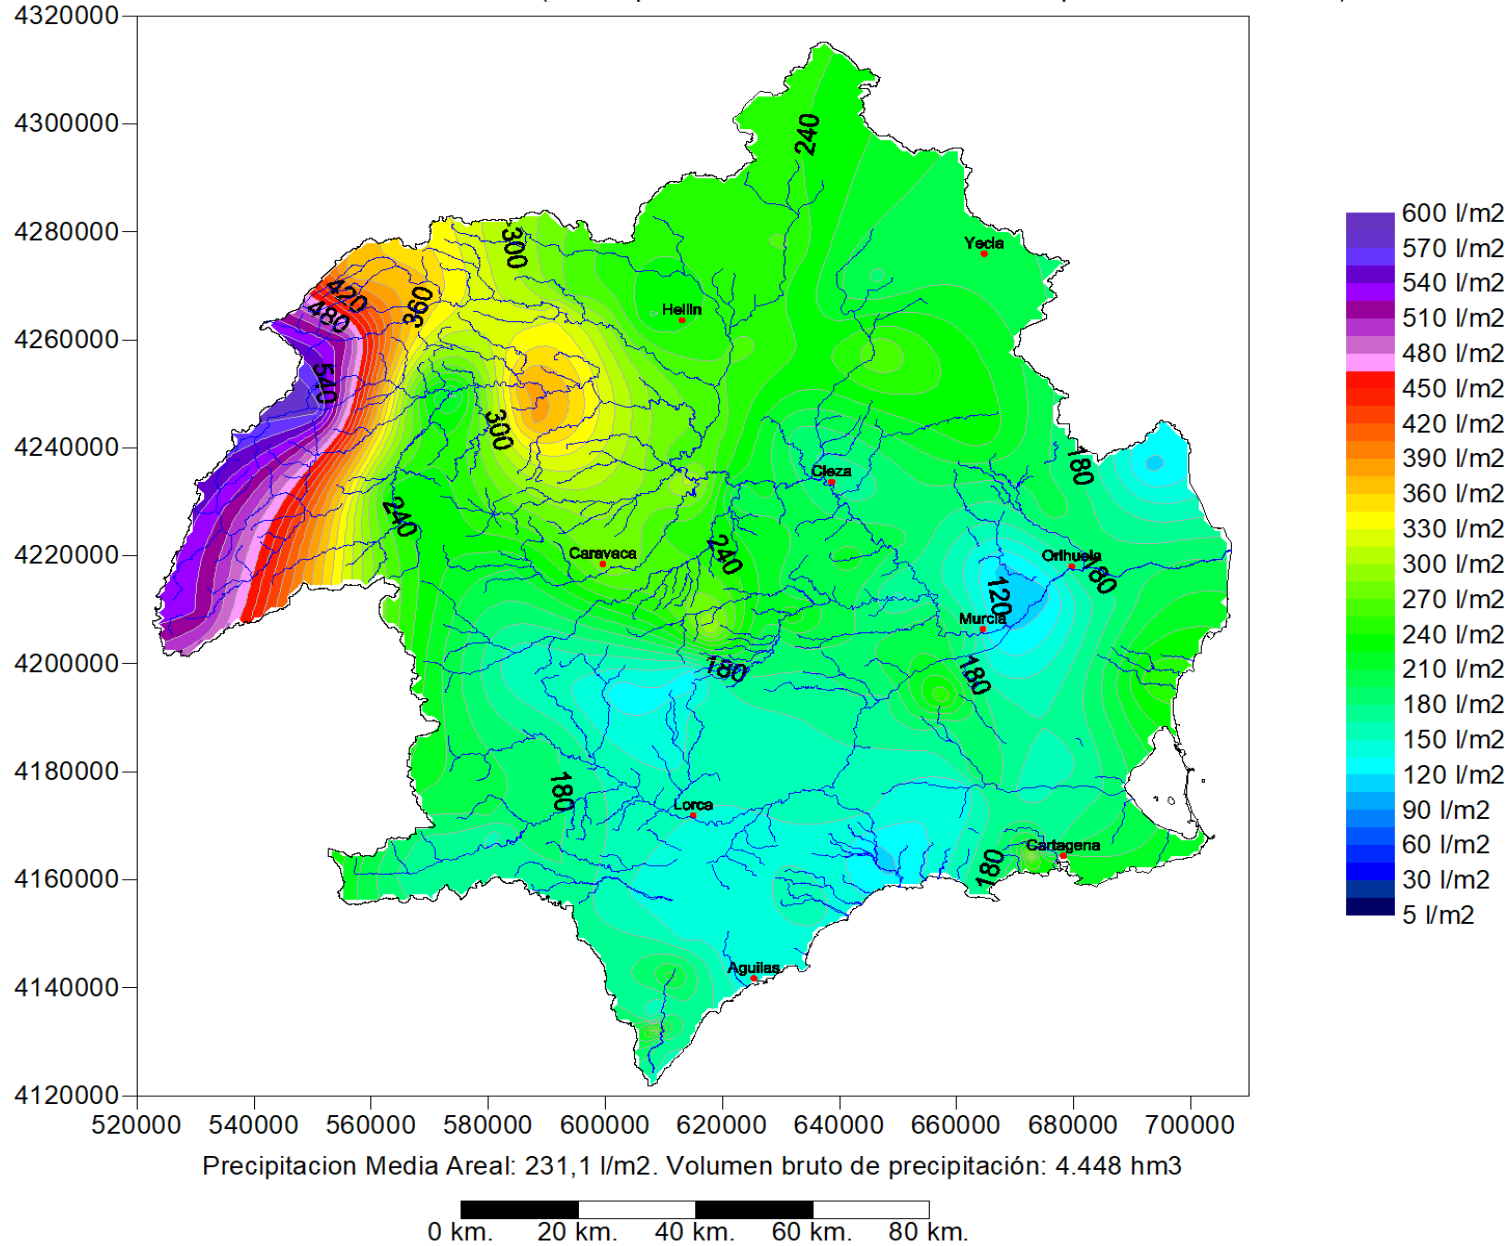 4320000
4300000
4280000
4260000
4240000
4220000
4200000
4180000
4160000
4140000
4120000
520000 540000 560000 580000 600000 620000 640000 660000 680000 700000
240
300
Yecla
420
480
360
Hellin
540
300
180
Cieza
240
Caravaca
240
Orihuela
180
120
Murcia
180
180
180
Lorca
Cartagena
180
Aguilas
600 l/m2
570 l/m2
540 l/m2
510 l/m2
480 l/m2
450 l/m2
420 l/m2
390 l/m2
360 l/m2
330 l/m2
300 l/m2
270 l/m2
240 l/m2
210 l/m2
180 l/m2
150 l/m2
120 l/m2
90 l/m2
60 l/m2
30 l/m2
5 l/m2
Precipitacion Media Areal: 231,1 l/m2. Volumen bruto de precipitación: 4.448 hm3
0 km. 20 km. 40 km. 60 km. 80 km.